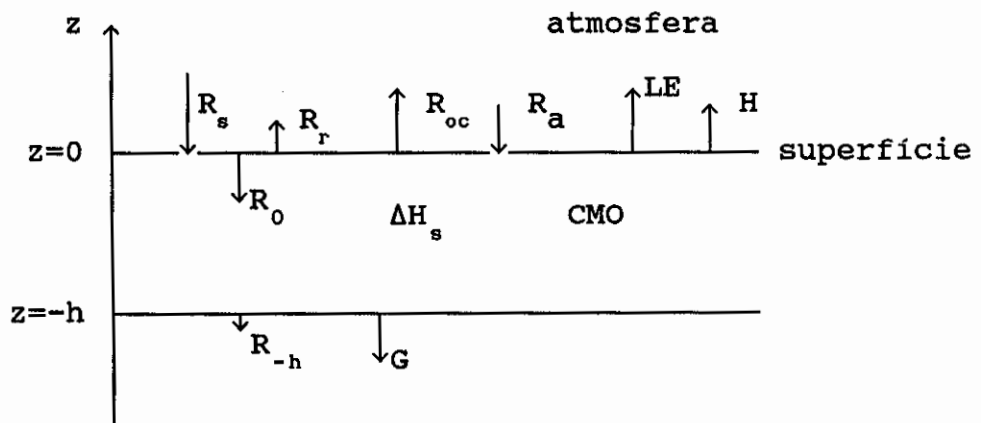 z atmosfera
R_s R_r R_oc R_a LE H
z=0 superfície
R_0 ΔH_s CMO
z=-h
R_-h G